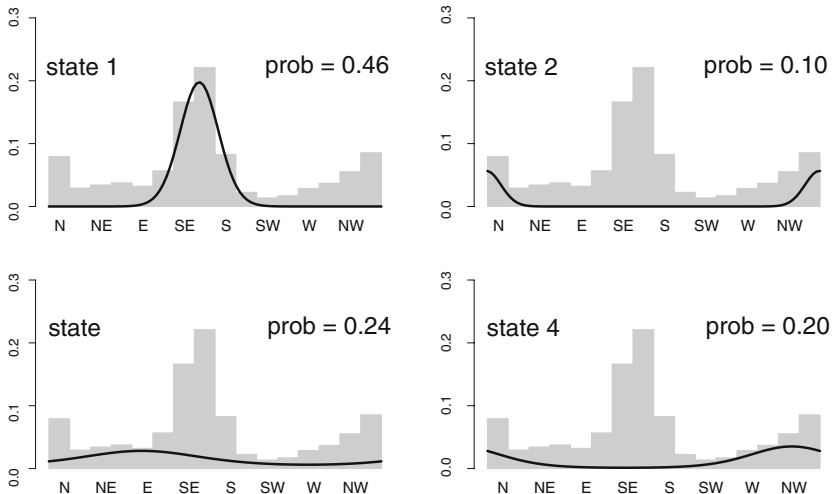 0.3
0.2
0.1
0.0
state 1
prob = 0.46
N NE E SE S SW W NW
0.3
0.2
0.1
0.0
state 2
prob = 0.10
N NE E SE S SW W NW
0.3
0.2
0.1
0.0
state
prob = 0.24
N NE E SE S SW W NW
0.3
0.2
0.1
0.0
state 4
prob = 0.20
N NE E SE S SW W NW